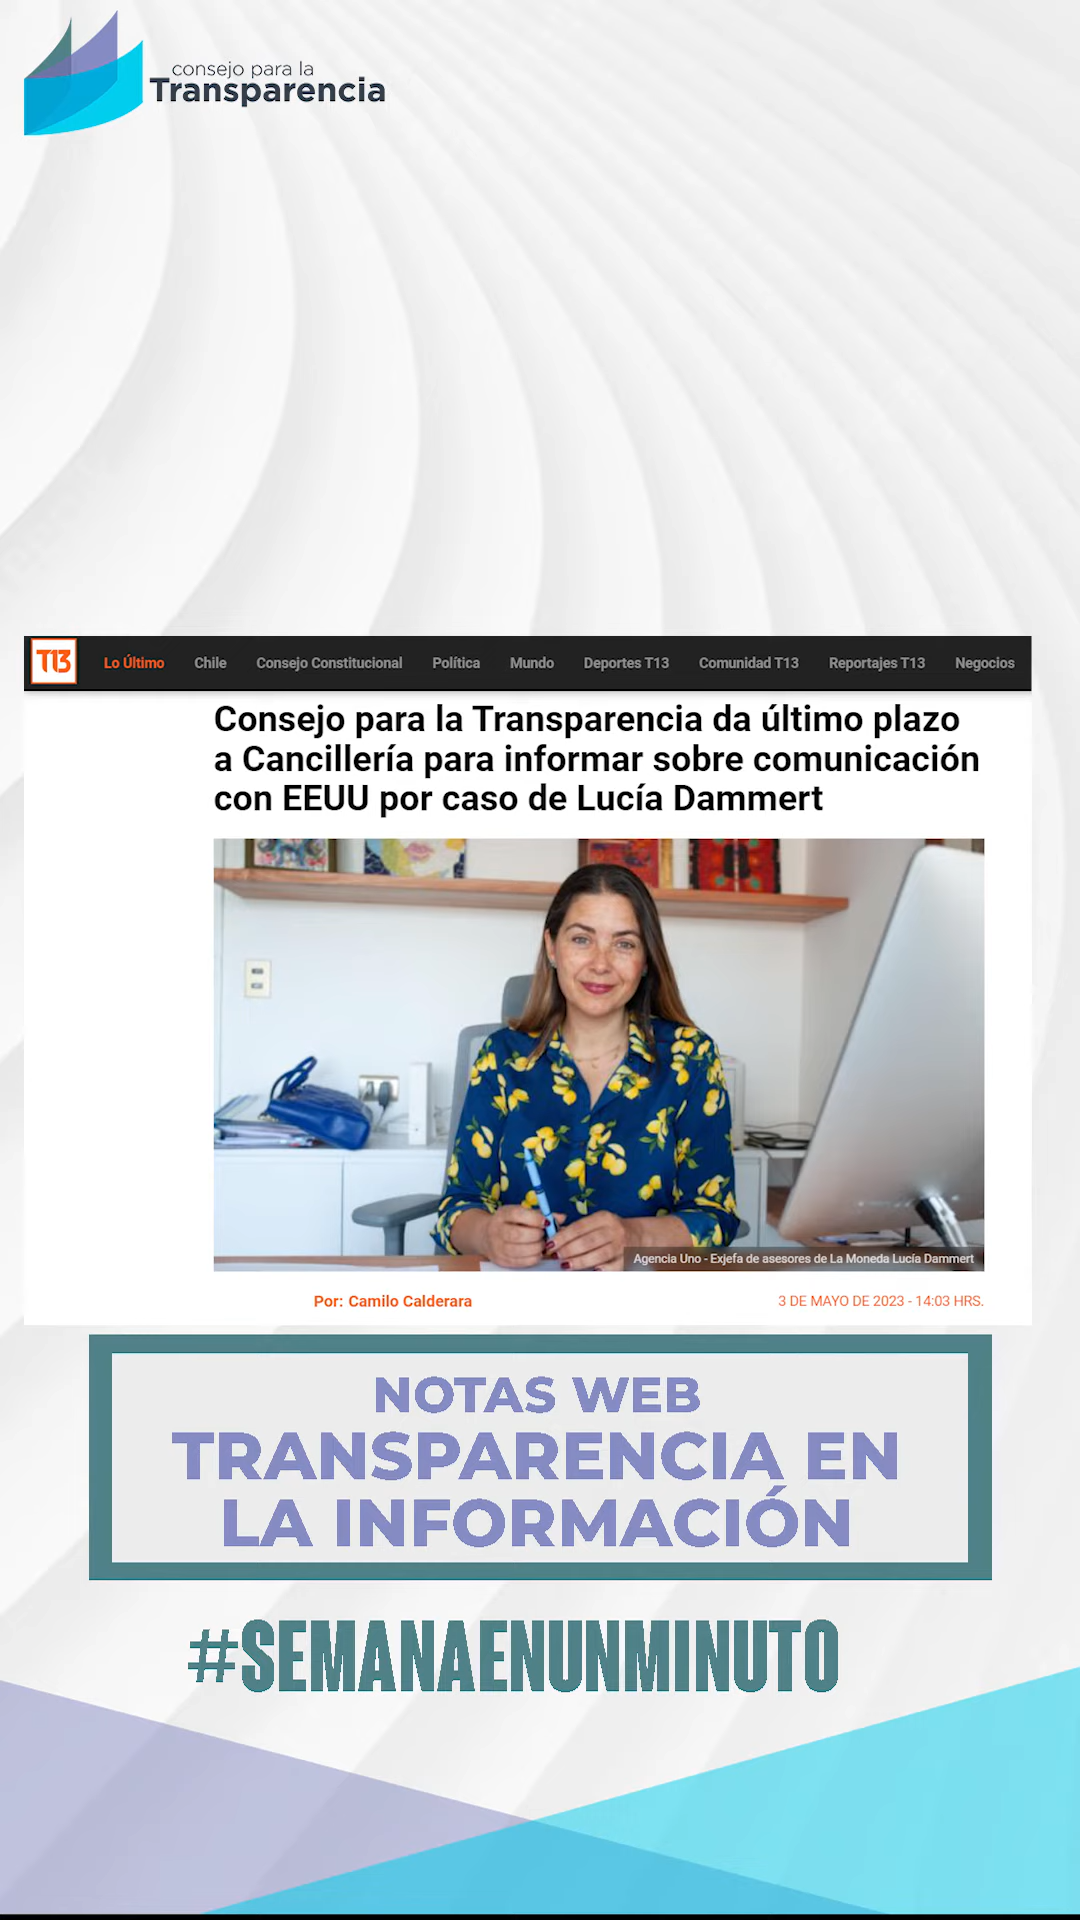 consejo para la
Transparencia
T13
Lo Último Chile Consejo Constitucional Política Mundo Deportes T13 Comunidad T13 Reportajes T13 Negocios
Consejo para la Transparencia da último plazo
a Cancillería para informar sobre comunicación
con EEUU por caso de Lucía Dammert
Agencia Uno - Exjefa de asesores de La Moneda Lucía Dammert
Por: Camilo Calderara
3 DE MAYO DE 2023 - 14:03 HRS.
NOTAS WEB
TRANSPARENCIA EN
LA INFORMACIÓN
#SEMANAENUNMINUTO